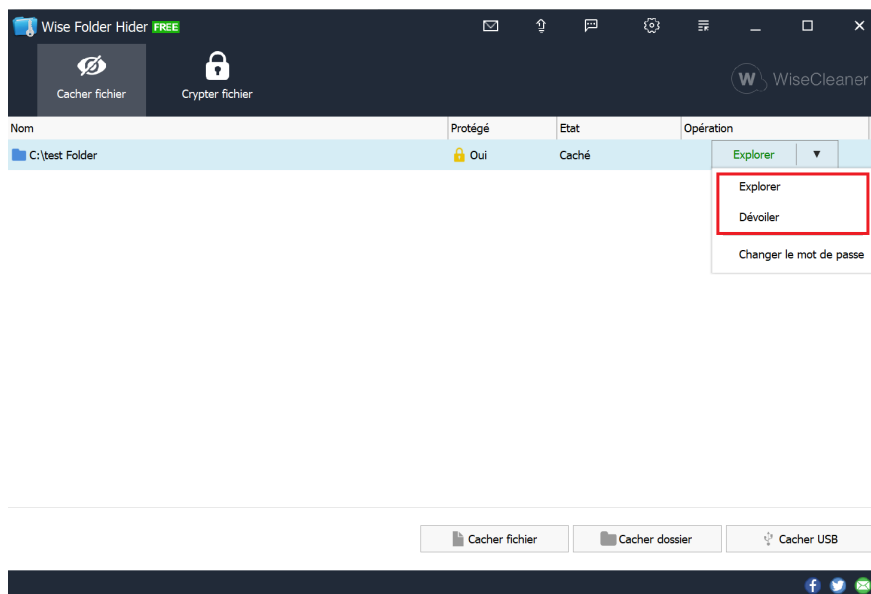 Wise Folder Hider FREE
Cacher fichier
Crypter fichier
W WiseCleaner
Nom
Protégé
Etat
Opération
C:\test Folder
Oui
Caché
Explorer
Explorer
Dévoiler
Changer le mot de passe
Cacher fichier
Cacher dossier
Cacher USB